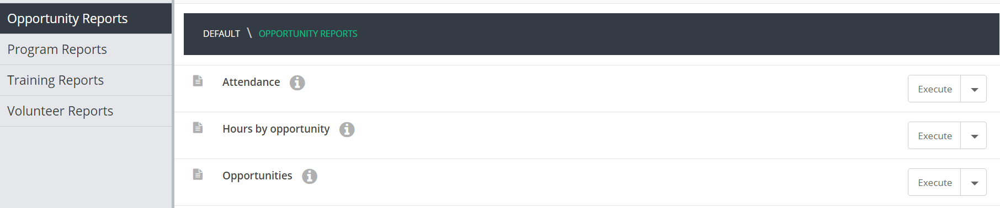 Opportunity Reports
Program Reports
Training Reports
Volunteer Reports
DEFAULT \ OPPORTUNITY REPORTS
Attendance
Execute
Hours by opportunity
Execute
Opportunities
Execute